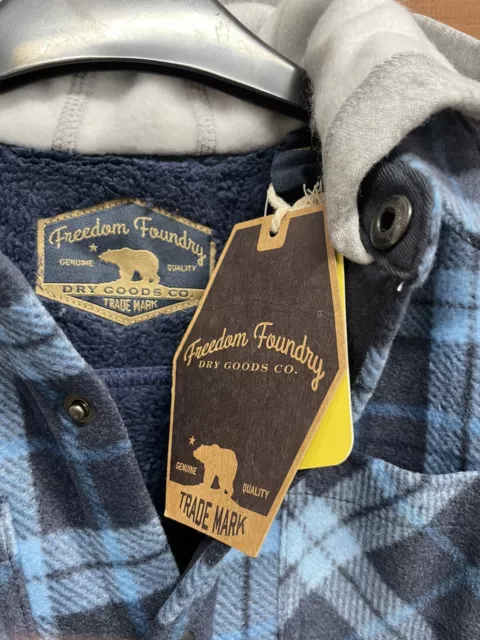 Freedom Foundry
GENUINE QUALITY
DRY GOODS CO.
TRADE MARK
Freedom Foundry
DRY GOODS CO.
GENUINE QUALITY
TRADE MARK